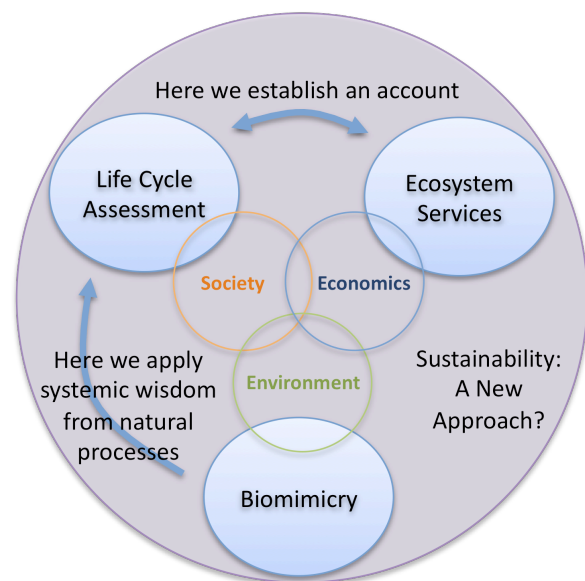 Here we establish an account
Life Cycle
Assessment
Ecosystem
Services
Society
Economics
Here we apply
systemic wisdom
from natural
processes
Environment
Sustainability:
A New
Approach?
Biomimicry